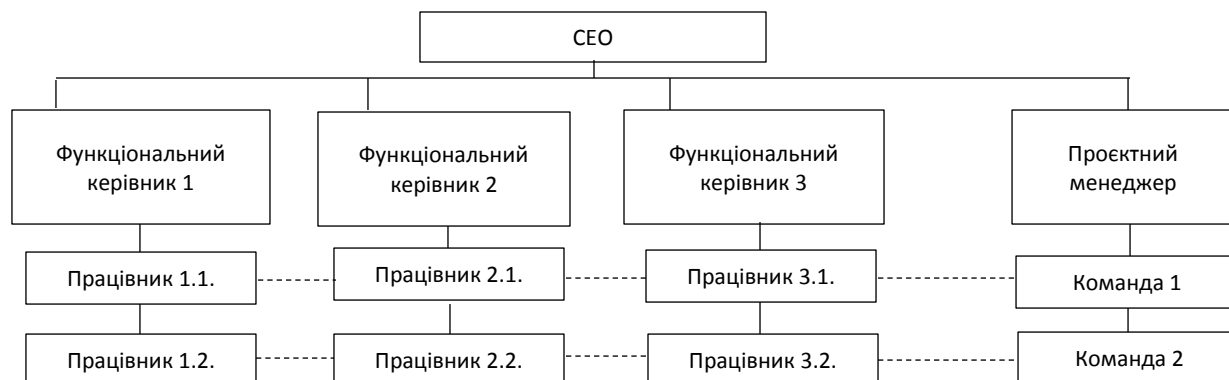 CEO
Функціональний
керівник 1
Функціональний
керівник 2
Функціональний
керівник 3
Проєктний
менеджер
Працівник 1.1.
Працівник 2.1.
Працівник 3.1.
Команда 1
Працівник 1.2.
Працівник 2.2.
Працівник 3.2.
Команда 2